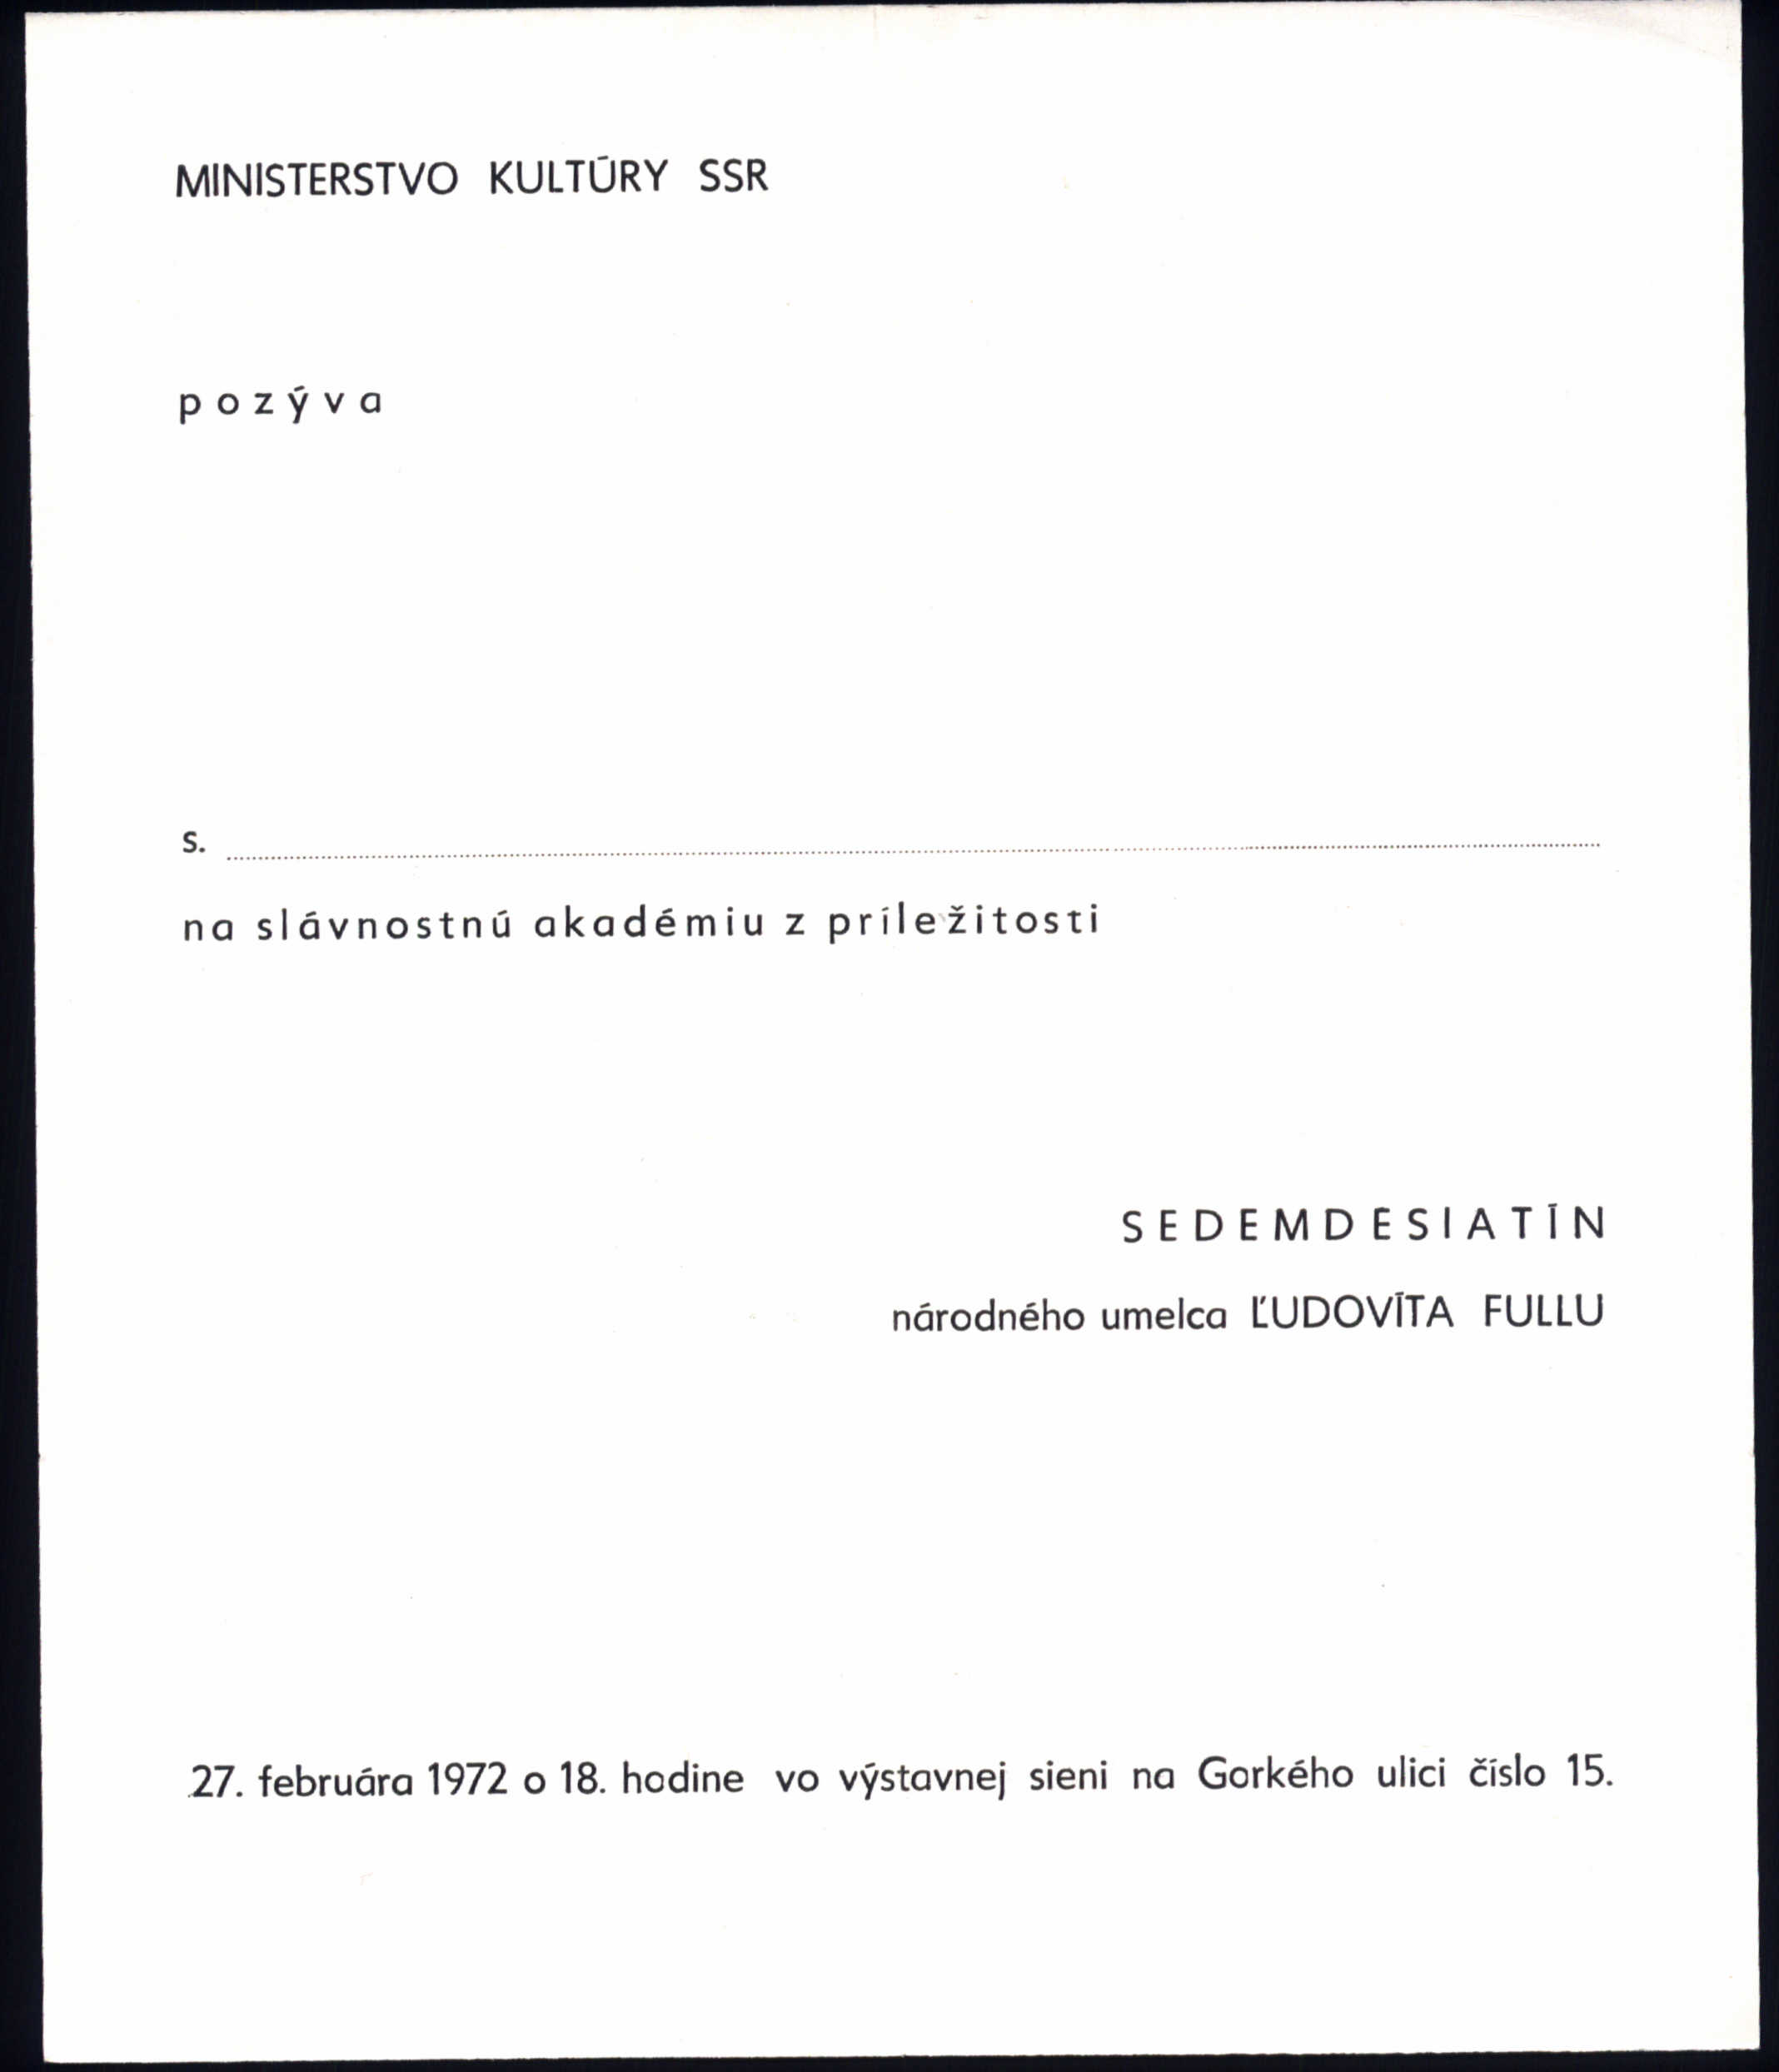 MINISTERSTVO KULTÚRY SSR
pozýva
s.
na slávnostnú akadémiu z príležitosti
SEDEMDESIATÍN
národného umelca ĽUDOVÍTA FULLU
27. februára 1972 o 18. hodine vo výstavnej sieni na Gorkého ulici číslo 15.